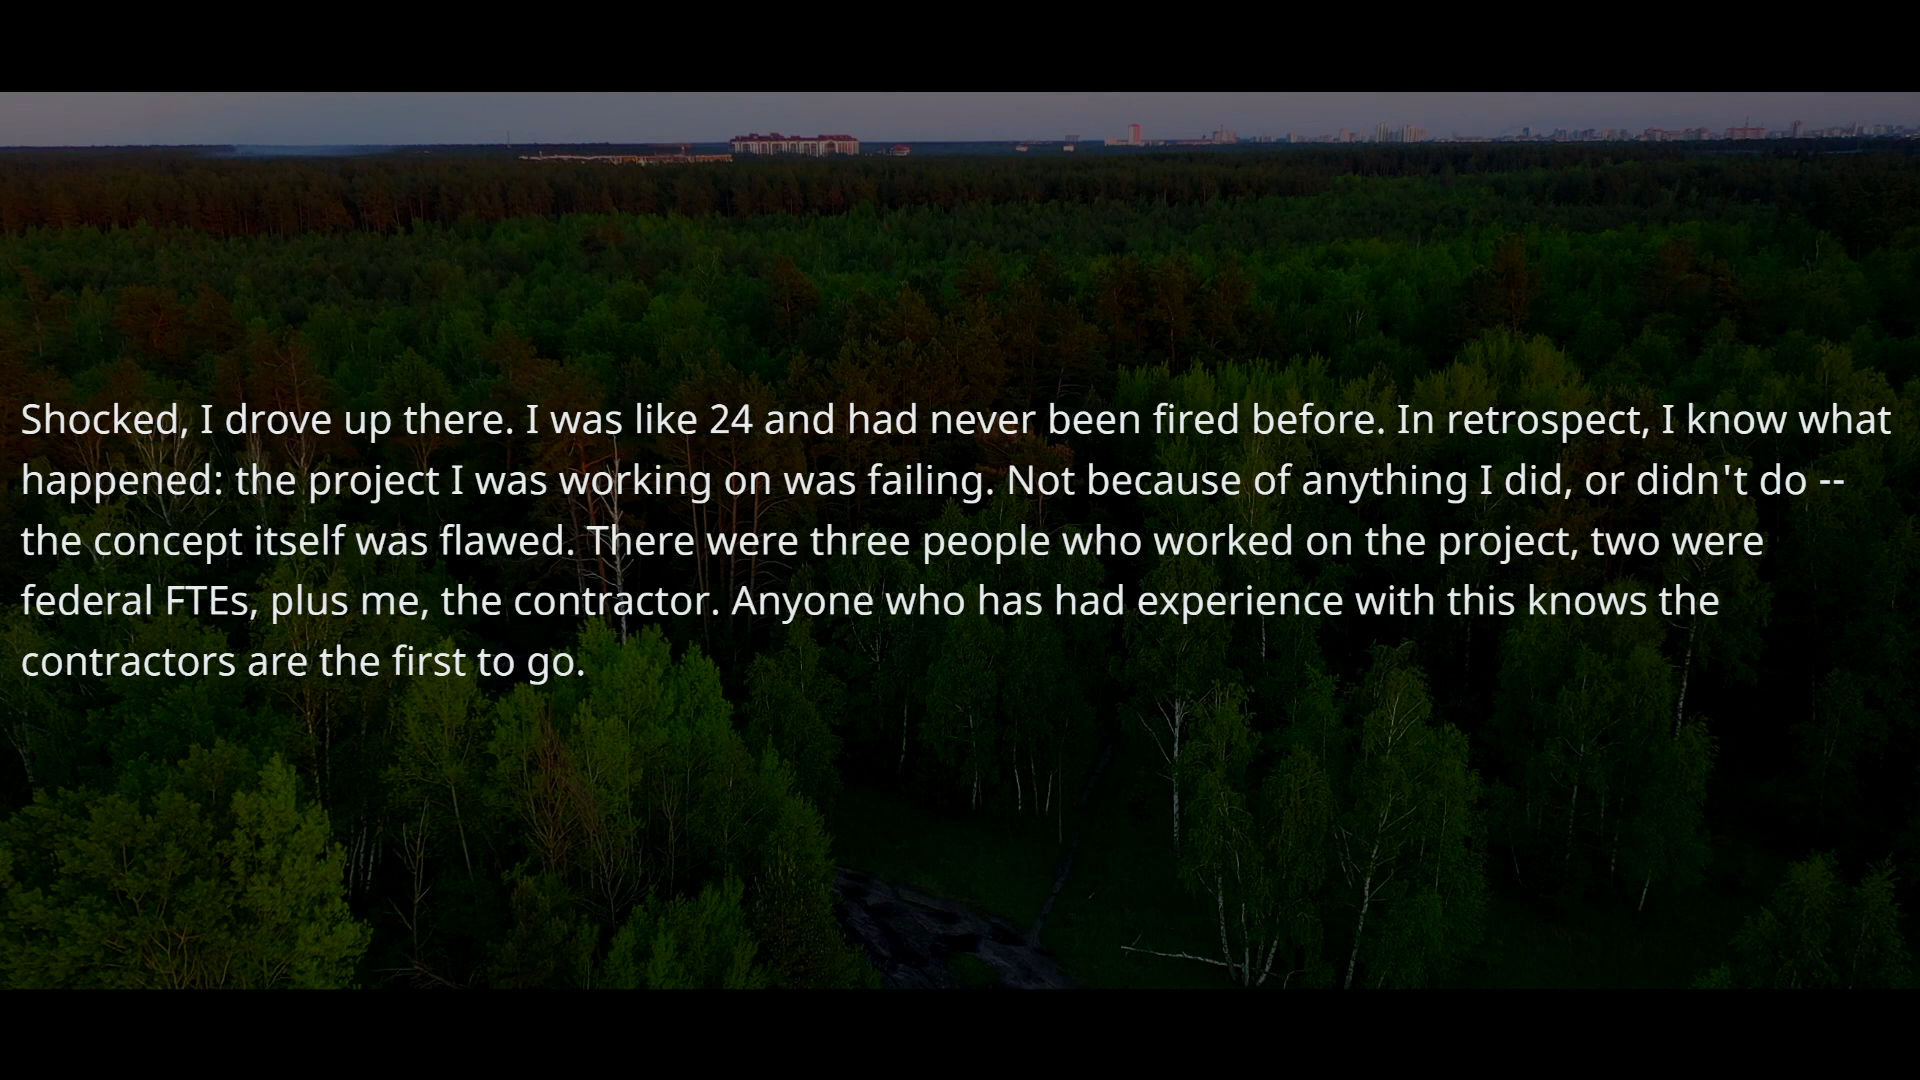 Shocked, I drove up there. I was like 24 and had never been fired before. In retrospect, I know what
happened: the project I was working on was failing. Not because of anything I did, or didn't do --
the concept itself was flawed. There were three people who worked on the project, two were
federal FTEs, plus me, the contractor. Anyone who has had experience with this knows the
contractors are the first to go.